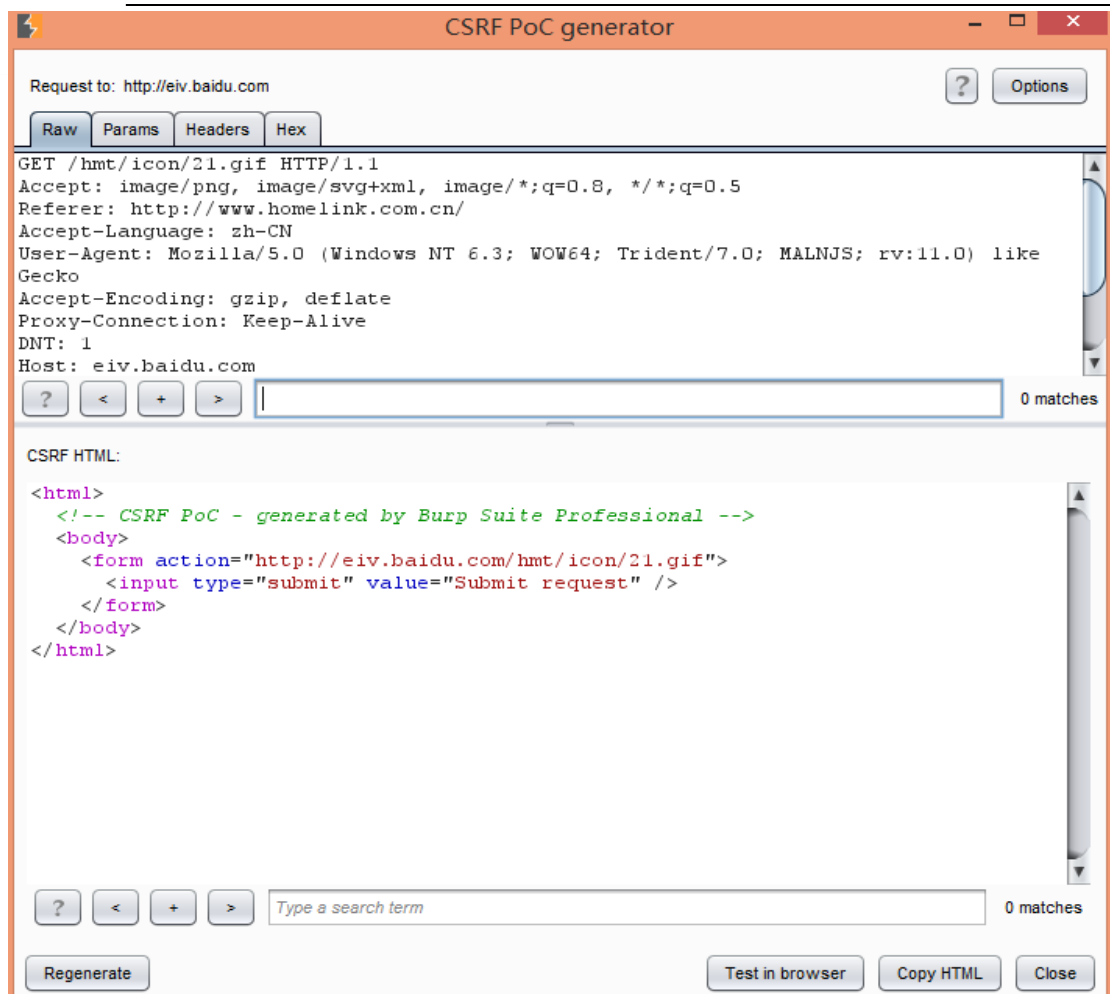 CSRF PoC generator
Request to: http://eiv.baidu.com
? Options
Raw Params Headers Hex
GET /hmt/icon/21.gif HTTP/1.1
Accept: image/png, image/svg+xml, image/*;q=0.8, */*;q=0.5
Referer: http://www.homelink.com.cn/
Accept-Language: zh-CN
User-Agent: Mozilla/5.0 (Windows NT 6.3; WOW64; Trident/7.0; MALNJS; rv:11.0) like
Gecko
Accept-Encoding: gzip, deflate
Proxy-Connection: Keep-Alive
DNT: 1
Host: eiv.baidu.com
? < + > 0 matches
CSRF HTML:
<html>
  <!-- CSRF PoC - generated by Burp Suite Professional -->
  <body>
    <form action="http://eiv.baidu.com/hmt/icon/21.gif">
      <input type="submit" value="Submit request" />
    </form>
  </body>
</html>
? < + > Type a search term 0 matches
Regenerate Test in browser Copy HTML Close